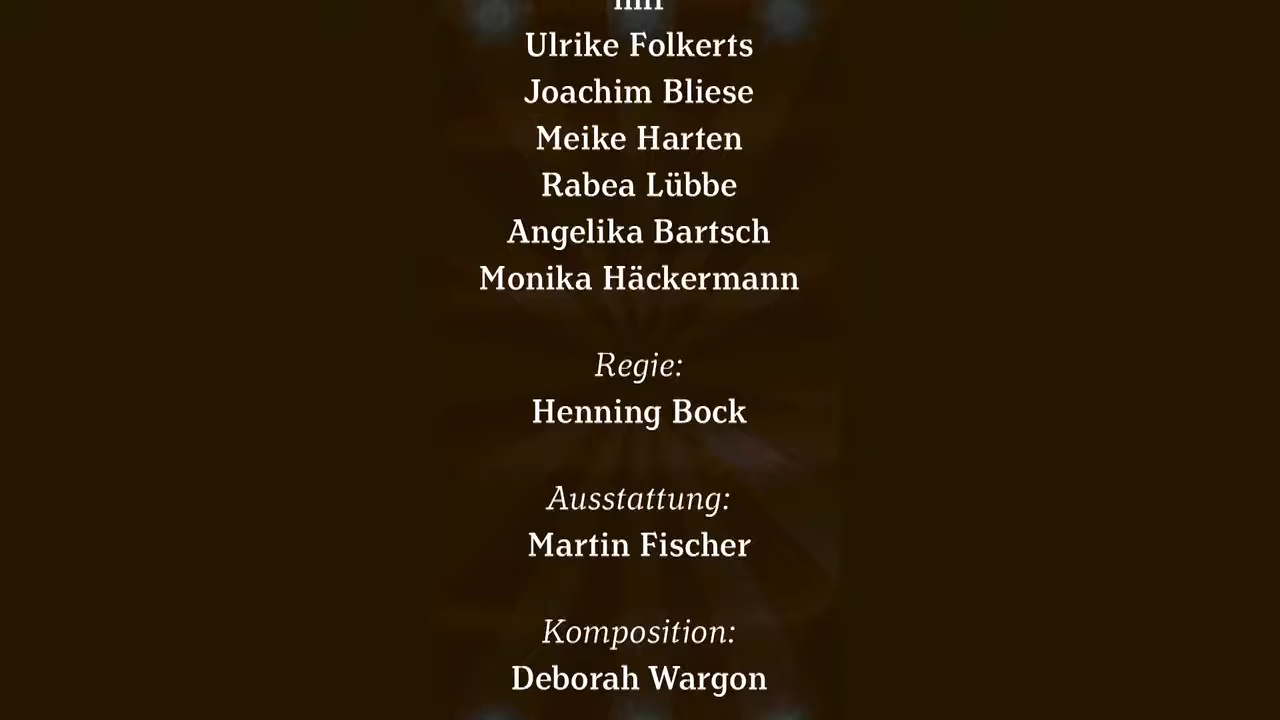 mit
Ulrike Folkerts
Joachim Bliese
Meike Harten
Rabea Lübbe
Angelika Bartsch
Monika Häckermann
Regie:
Henning Bock
Ausstattung:
Martin Fischer
Komposition:
Deborah Wargon